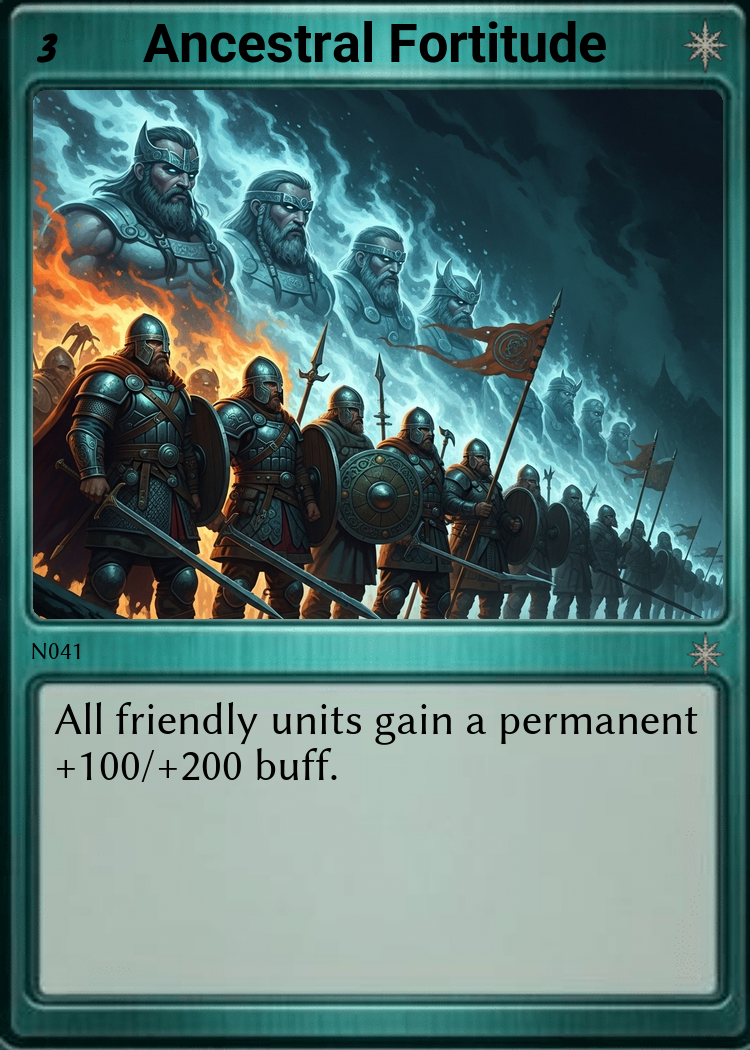 3 Ancestral Fortitude
N041
All friendly units gain a permanent
+100/+200 buff.